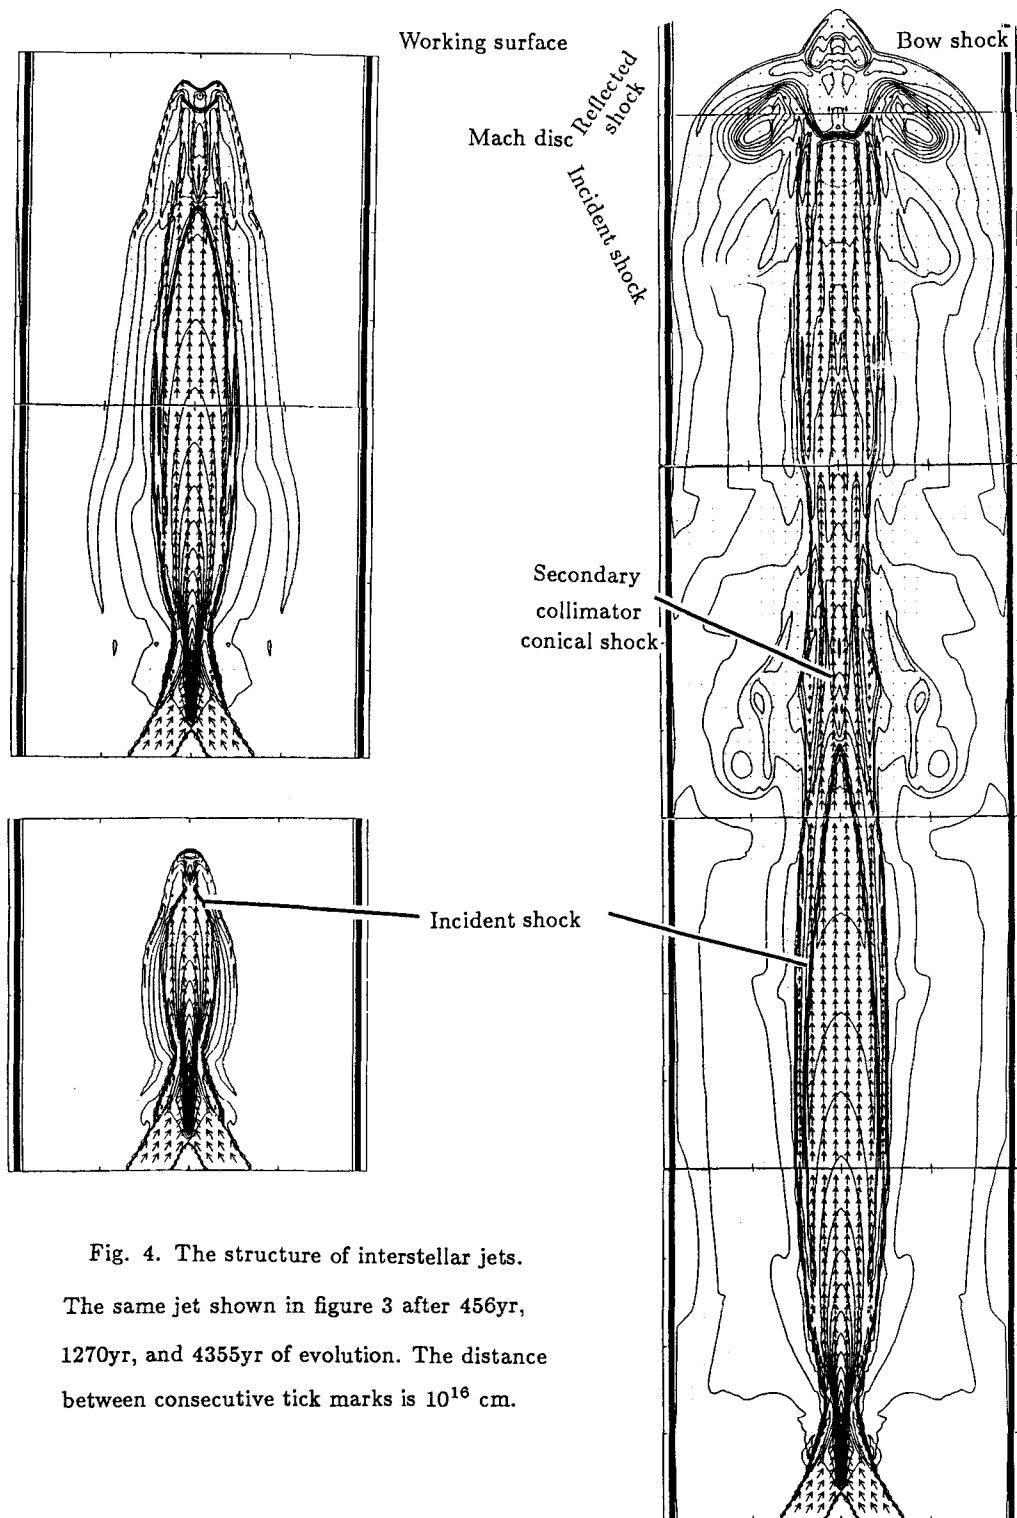 Working surface
Bow shock
Reflected
shock
Mach disc
Incident shock
Secondary
collimator
conical shock
Incident shock
Fig. 4. The structure of interstellar jets.
The same jet shown in figure 3 after 456yr,
1270yr, and 4355yr of evolution. The distance
between consecutive tick marks is 10¹⁶ cm.